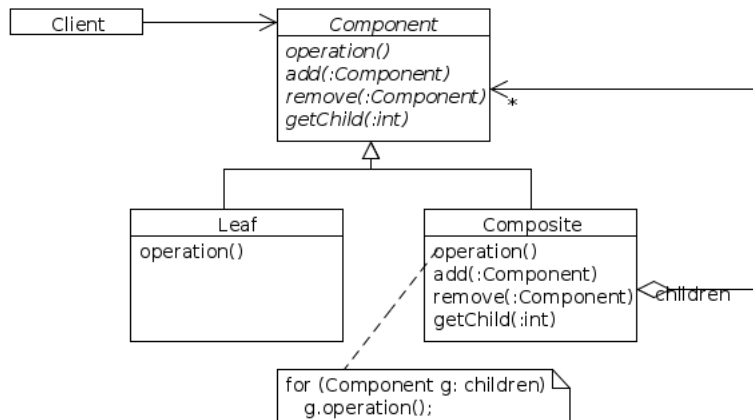 Client
Component
operation()
add(:Component)
remove(:Component)
getChild(:int)
*
Leaf
operation()
Composite
operation()
add(:Component)
remove(:Component)
getChild(:int)
children
for (Component g: children)
g.operation();